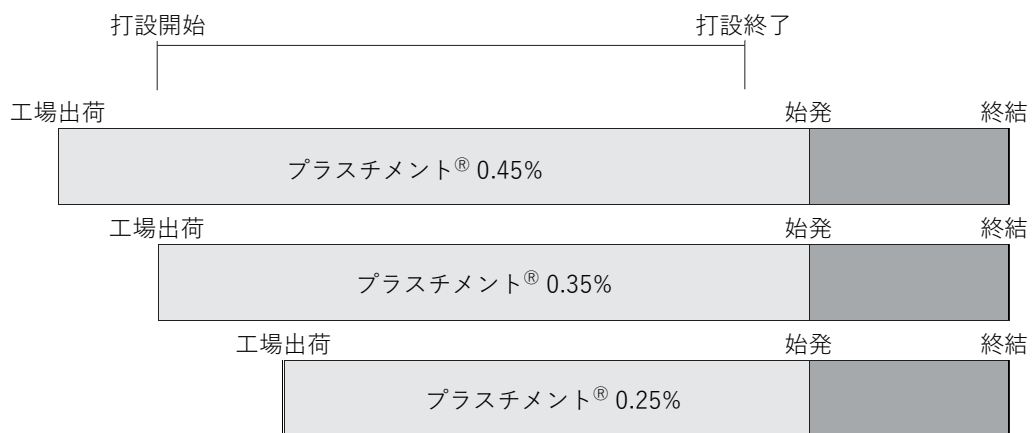 打設開始 打設終了
工場出荷 始発 終結
プラスチメント® 0.45%
工場出荷 始発 終結
プラスチメント® 0.35%
工場出荷 始発 終結
プラスチメント® 0.25%